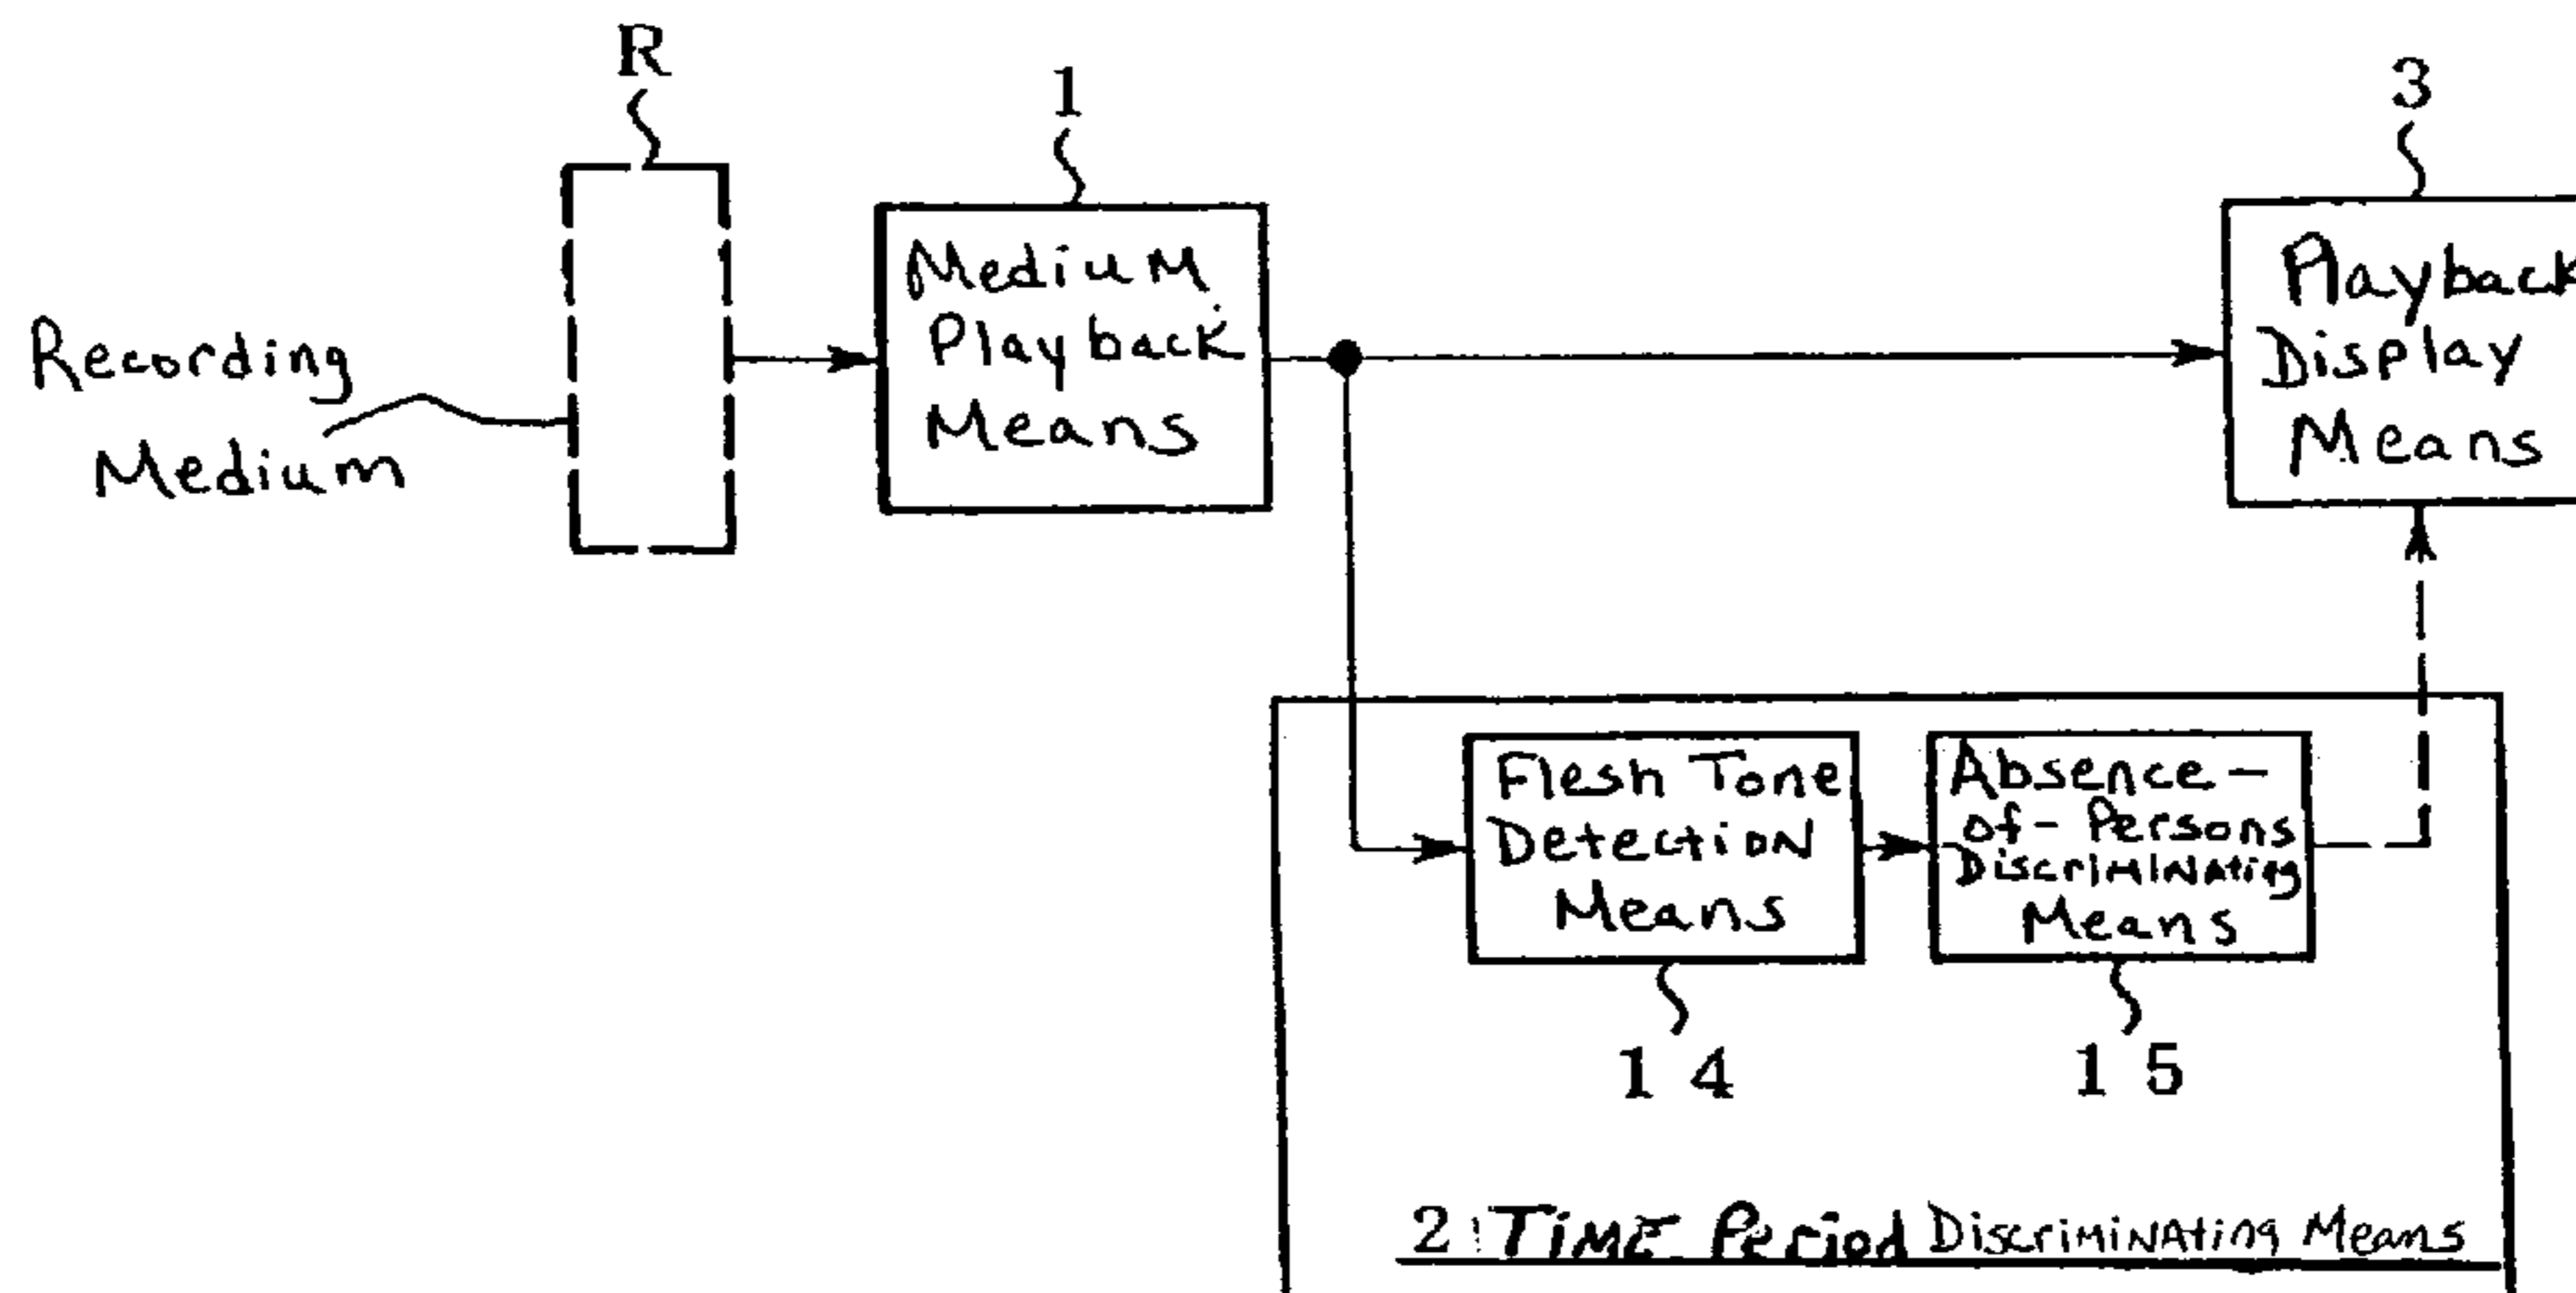 R
1
3
Recording
Medium
Medium
Playback
Means
Playback
Display
Means
Flesh Tone
Detection
Means
Absence-
of-Persons
Discriminating
Means
14
15
2 Time Period Discriminating Means